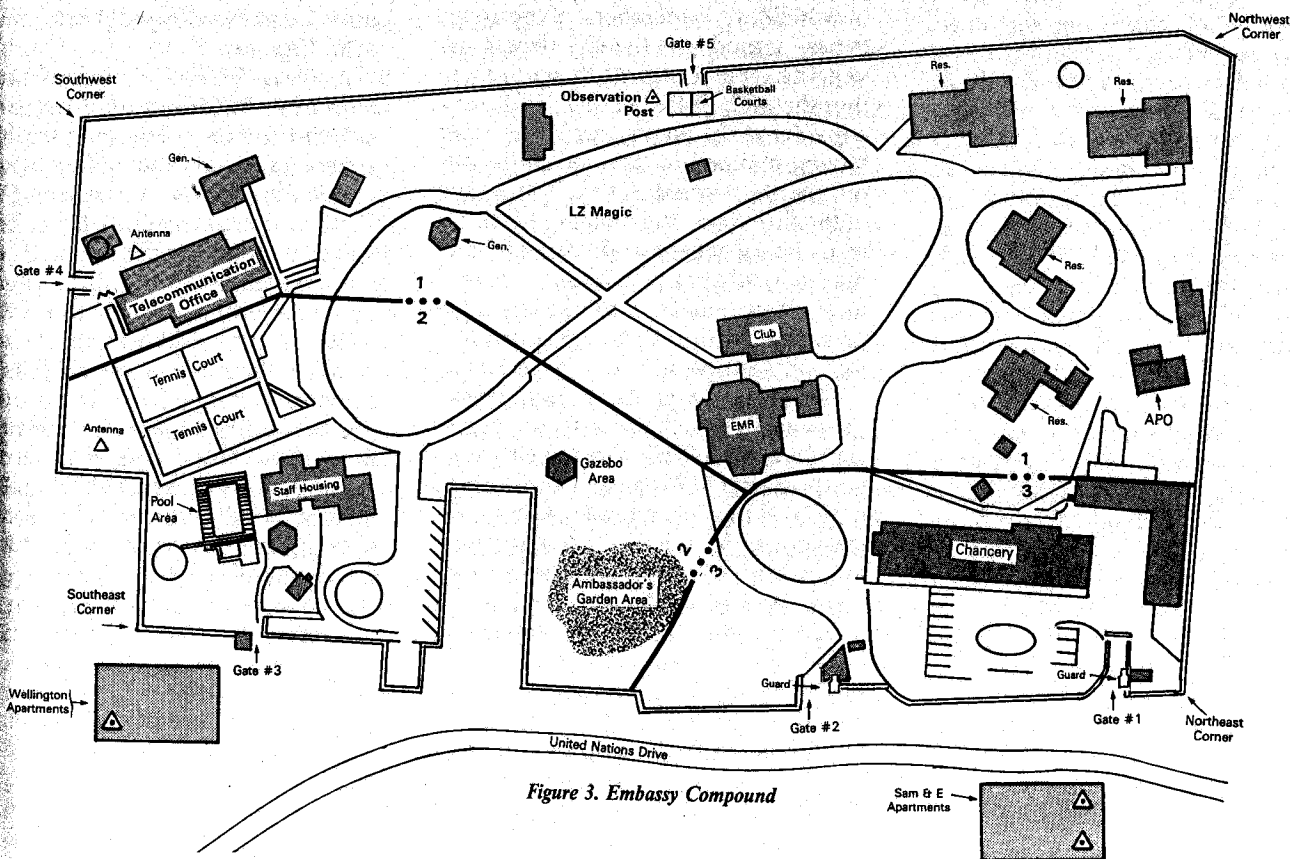 Northwest
Corner
Gate #5
Southwest
Corner
Res.
Res.
Observation
Post
Basketball
Courts
Gen.
LZ Magic
Antenna
Gen.
Res.
Gate #4
Telecommunication
Office
1
2
Club
Tennis Court
Tennis Court
EMR
Res.
APO
Antenna
Gazebo
Area
1
3
Staff Housing
Pool
Area
Chancery
2
3
Ambassador's
Garden Area
Southeast
Corner
Gate #3
Guard
Guard
Wellington
Apartments
Gate #2
Gate #1
Northeast
Corner
United Nations Drive
Figure 3. Embassy Compound
Sam & E
Apartments